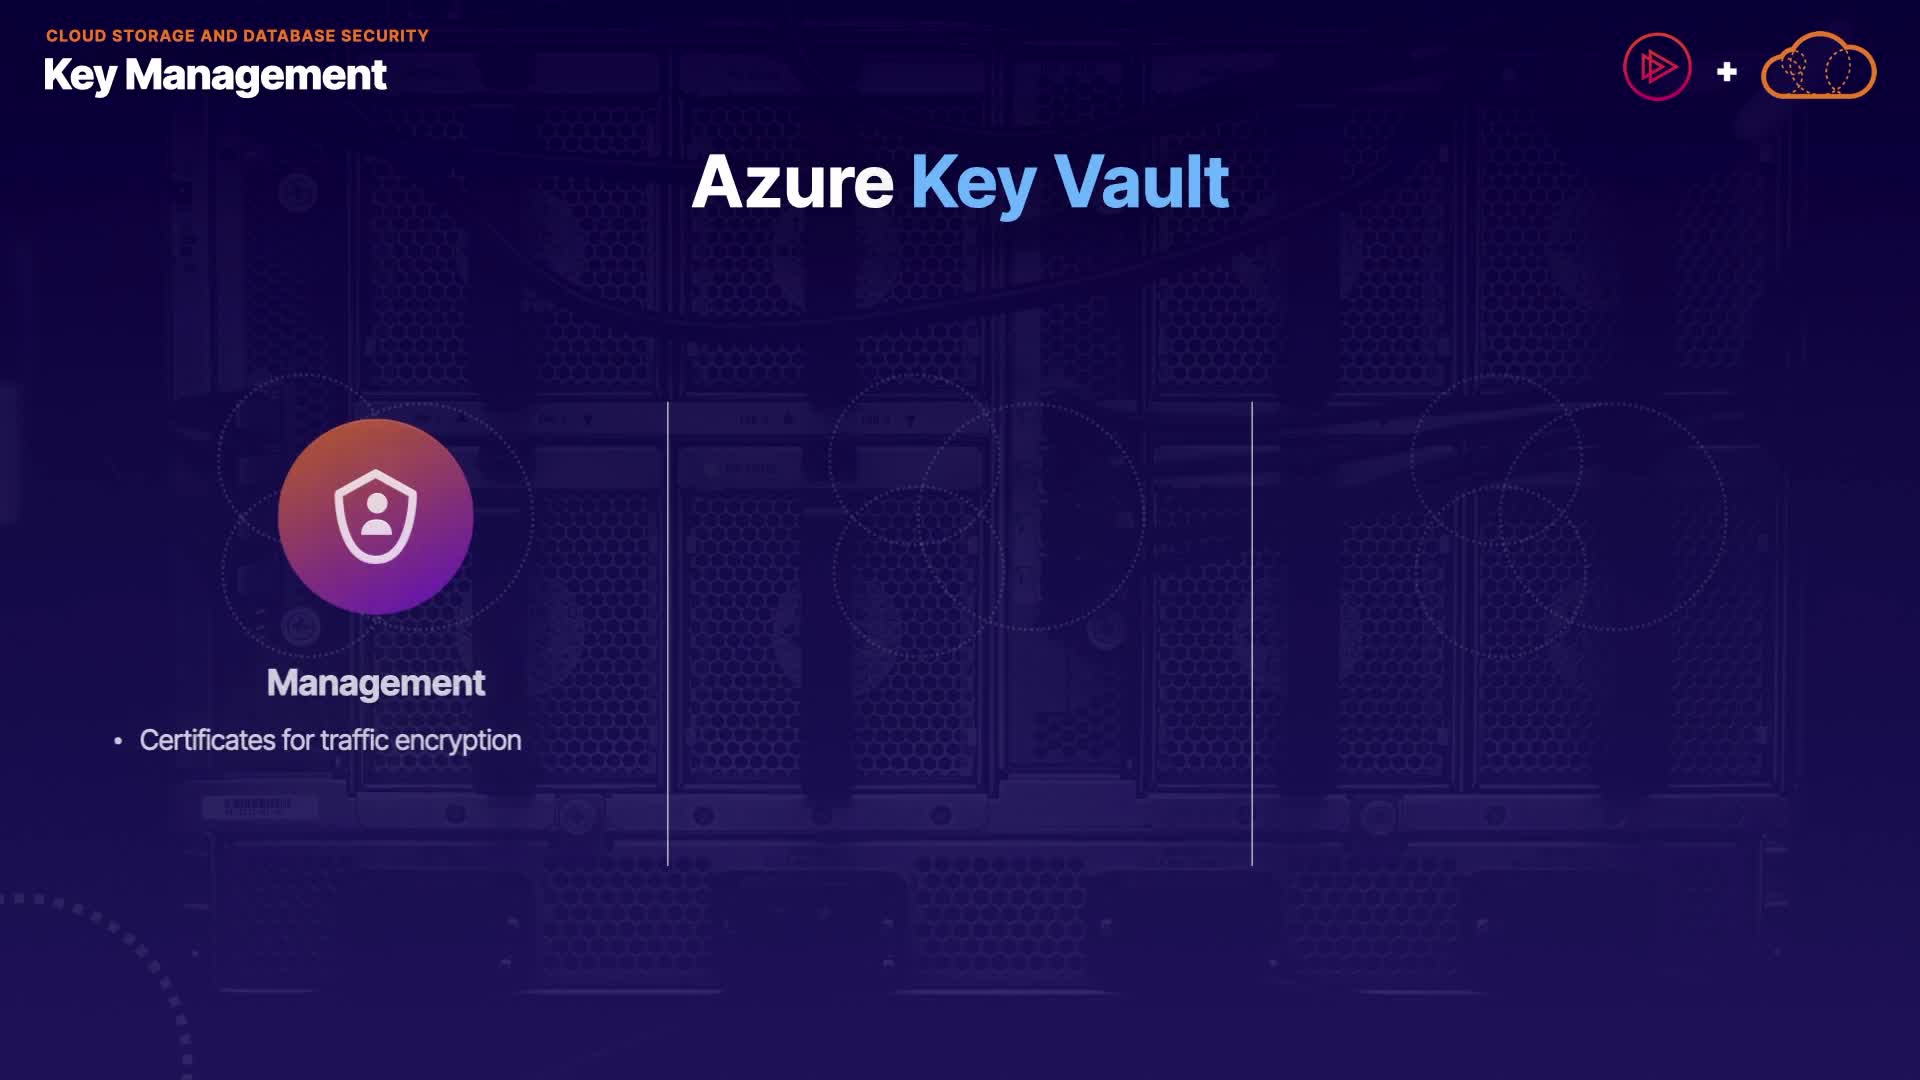 CLOUD STORAGE AND DATABASE SECURITY
Key Management
Azure Key Vault
Management
• Certificates for traffic encryption